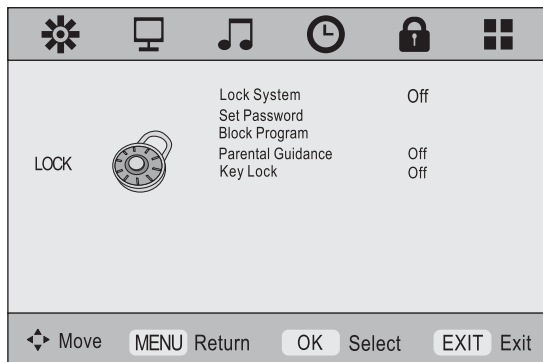 Lock System Off
Set Password
Block Program
LOCK
Parental Guidance Off
Key Lock Off
Move MENU Return OK Select EXIT Exit